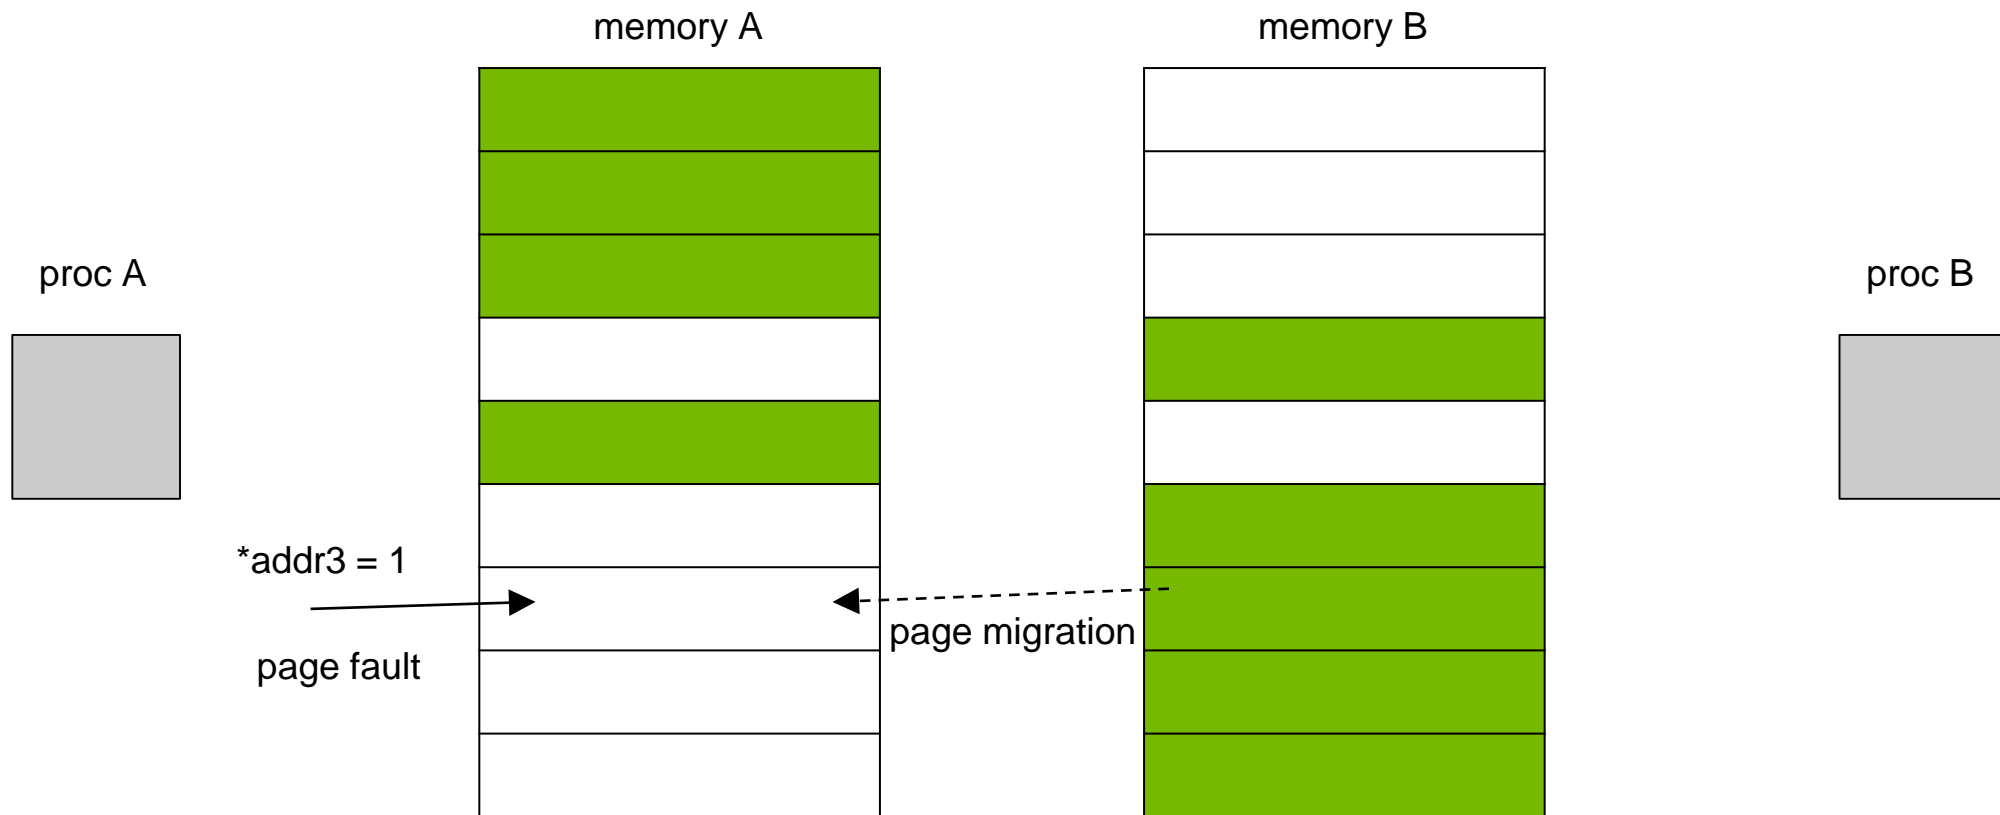 memory A
memory B
proc A
proc B
*addr3 = 1
page migration
page fault